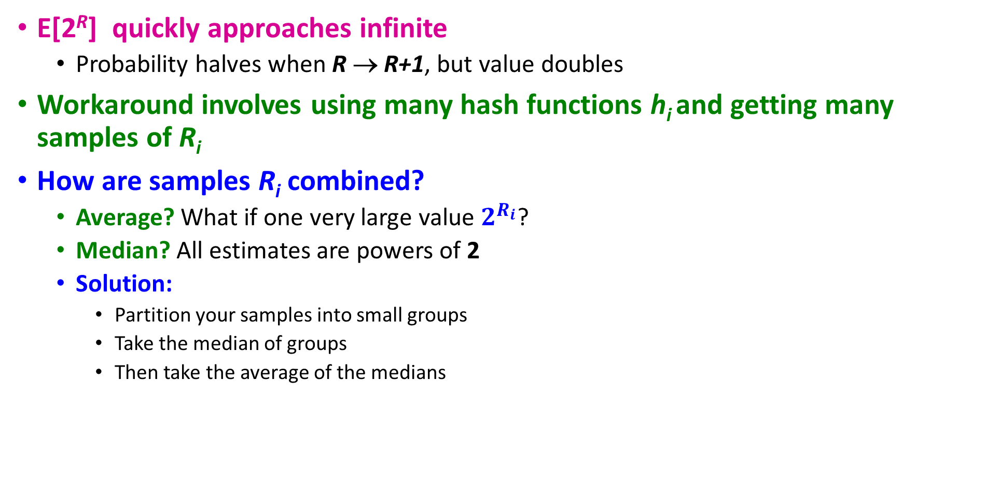 • E[2^R] quickly approaches infinite
• Probability halves when R → R+1, but value doubles
• Workaround involves using many hash functions h_i and getting many
samples of R_i
• How are samples R_i combined?
• Average? What if one very large value 2^{R_i}?
• Median? All estimates are powers of 2
• Solution:
• Partition your samples into small groups
• Take the median of groups
• Then take the average of the medians